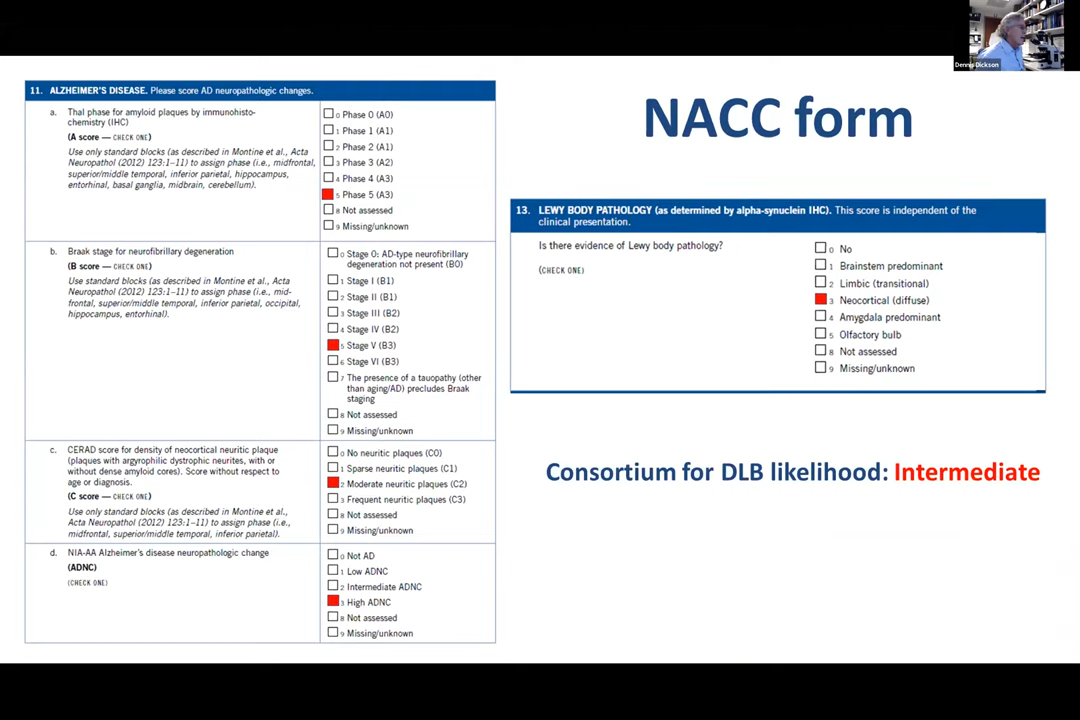 Dennis Dickson
NACC form
11. ALZHEIMER'S DISEASE. Please score AD neuropathologic changes.
a. Thal phase for amyloid plaques by immunohisto-
chemistry (IHC)
(A score — CHECK ONE)
Use only standard blocks (as described in Montine et al., Acta
Neuropathol (2012) 123:1–11) to assign phase (i.e., midfrontal,
superior/middle temporal, inferior parietal, hippocampus,
entorhinal, basal ganglia, midbrain, cerebellum).
0 Phase 0 (A0)
1 Phase 1 (A1)
2 Phase 2 (A1)
3 Phase 3 (A2)
4 Phase 4 (A3)
5 Phase 5 (A3)
8 Not assessed
9 Missing/unknown
b. Braak stage for neurofibrillary degeneration
(B score — CHECK ONE)
Use standard blocks (as described in Montine et al., Acta
Neuropathol (2012) 123:1–11) to assign phase (i.e., mid-
frontal, superior/middle temporal, inferior parietal, occipital,
hippocampus, entorhinal).
0 Stage 0: AD-type neurofibrillary
degeneration not present (B0)
1 Stage I (B1)
2 Stage II (B1)
3 Stage III (B2)
4 Stage IV (B2)
5 Stage V (B3)
6 Stage VI (B3)
7 The presence of a tauopathy (other
than aging/AD) precludes Braak
staging
8 Not assessed
9 Missing/unknown
c. CERAD score for density of neocortical neuritic plaque
(plaques with argyrophilic dystrophic neurites, with or
without dense amyloid cores). Score without respect to
age or diagnosis.
(C score — CHECK ONE)
Use only standard blocks (as described in Montine et al.,
Acta Neuropathol (2012) 123:1–11) to assign phase (i.e.,
midfrontal, superior/middle temporal, inferior parietal).
0 No neuritic plaques (C0)
1 Sparse neuritic plaques (C1)
2 Moderate neuritic plaques (C2)
3 Frequent neuritic plaques (C3)
8 Not assessed
9 Missing/unknown
d. NIA-AA Alzheimer's disease neuropathologic change
(ADNC)
(CHECK ONE)
0 Not AD
1 Low ADNC
2 Intermediate ADNC
3 High ADNC
8 Not assessed
9 Missing/unknown
13. LEWY BODY PATHOLOGY (as determined by alpha-synuclein IHC). This score is independent of the
clinical presentation.
Is there evidence of Lewy body pathology?
(CHECK ONE)
0 No
1 Brainstem predominant
2 Limbic (transitional)
3 Neocortical (diffuse)
4 Amygdala predominant
5 Olfactory bulb
8 Not assessed
9 Missing/unknown
Consortium for DLB likelihood: Intermediate